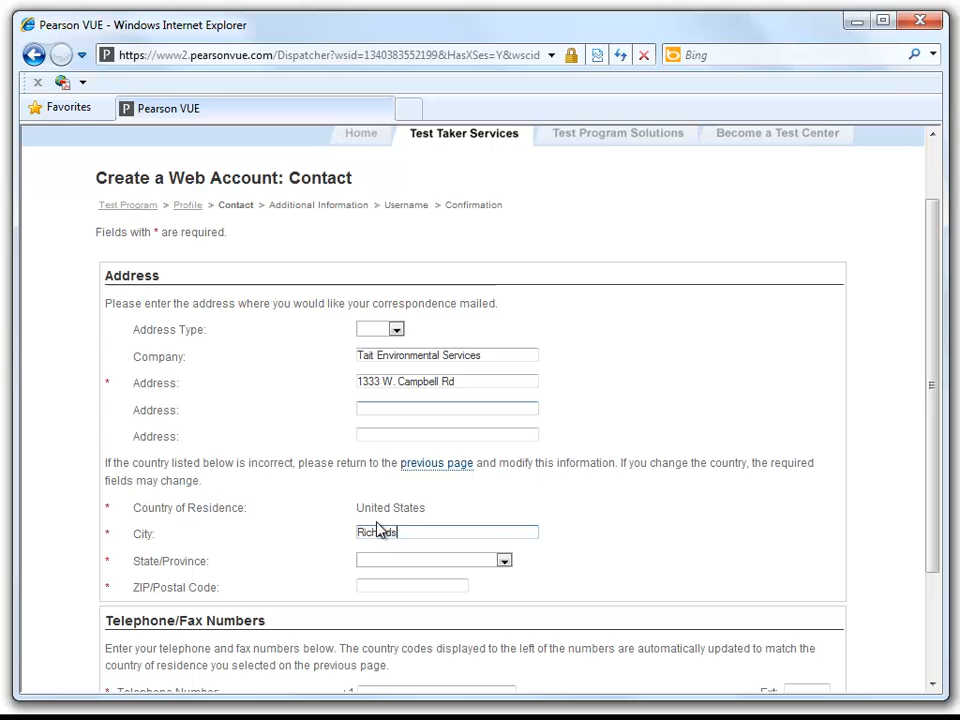 Pearson VUE - Windows Internet Explorer
https://www2.pearsonvue.com/Dispatcher?wsid=1340383552199&HasXSes=Y&wscid
Bing
Favorites
Pearson VUE
Home Test Taker Services Test Program Solutions Become a Test Center
Create a Web Account: Contact
Test Program > Profile > Contact > Additional Information > Username > Confirmation
Fields with * are required.
Address
Please enter the address where you would like your correspondence mailed.
Address Type:
Company: Tait Environmental Services
* Address: 1333 W. Campbell Rd
Address:
Address:
If the country listed below is incorrect, please return to the previous page and modify this information. If you change the country, the required
fields may change.
* Country of Residence: United States
* City:
* State/Province:
* ZIP/Postal Code:
Telephone/Fax Numbers
Enter your telephone and fax numbers below. The country codes displayed to the left of the numbers are automatically updated to match the
country of residence you selected on the previous page.
* Telephone Number: +1 Ext: